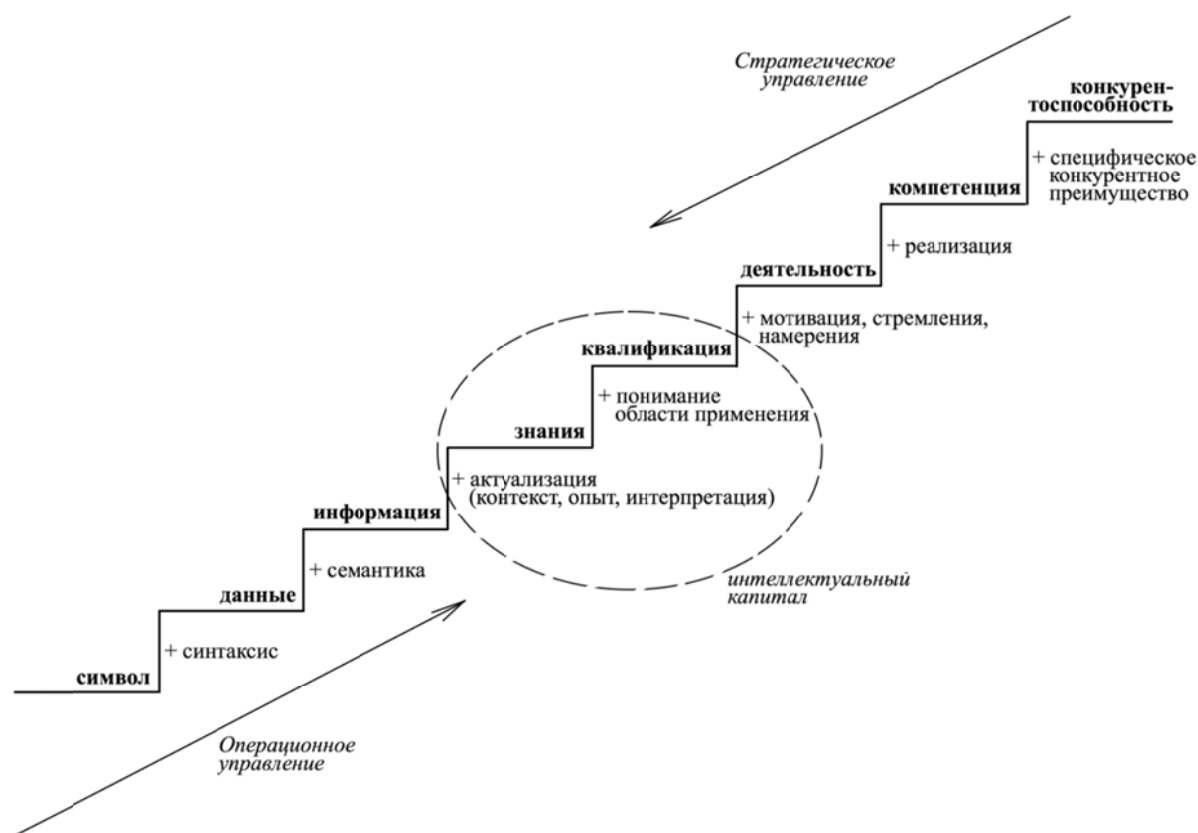 Стратегическое
управление
конкурен-
тоспособность
+ специфическое
конкурентное
преимущество
компетенция
+ реализация
деятельность
+ мотивация, стремления,
намерения
квалификация
+ понимание
области применения
знания
+ актуализация
(контекст, опыт, интерпретация)
информация
+ семантика
интеллектуальный
капитал
данные
+ синтаксис
символ
Операционное
управление